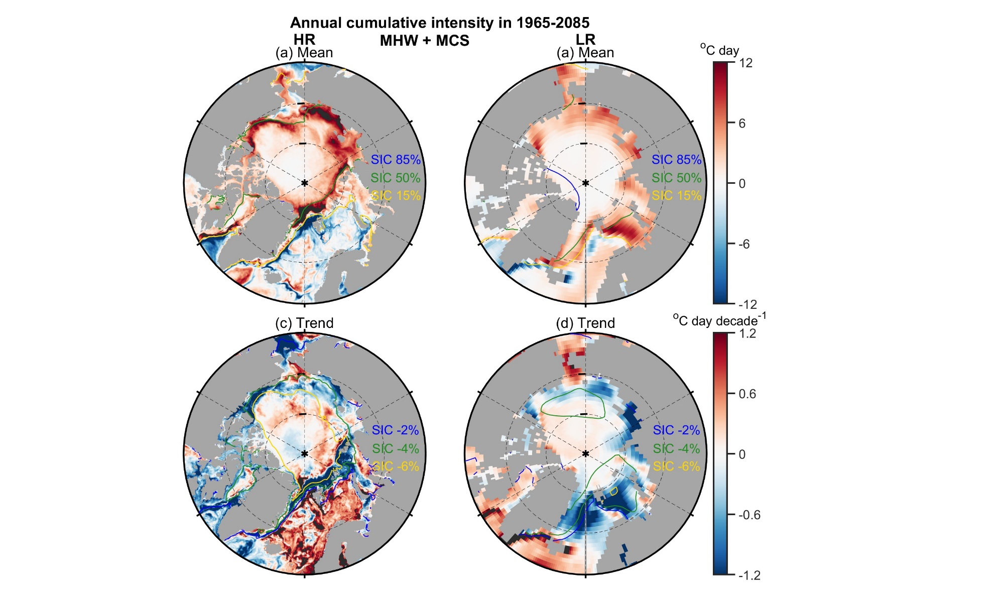 Annual cumulative intensity in 1965-2085
HR MHW + MCS LR
(a) Mean (a) Mean
°C day
12
6
0
-6
-12
SIC 85%
SIC 50%
SIC 15%
SIC 85%
SIC 50%
SIC 15%
(c) Trend (d) Trend
°C day decade⁻¹
1.2
0.6
0
-0.6
-1.2
SIC -2%
SIC -4%
SIC -6%
SIC -2%
SIC -4%
SIC -6%